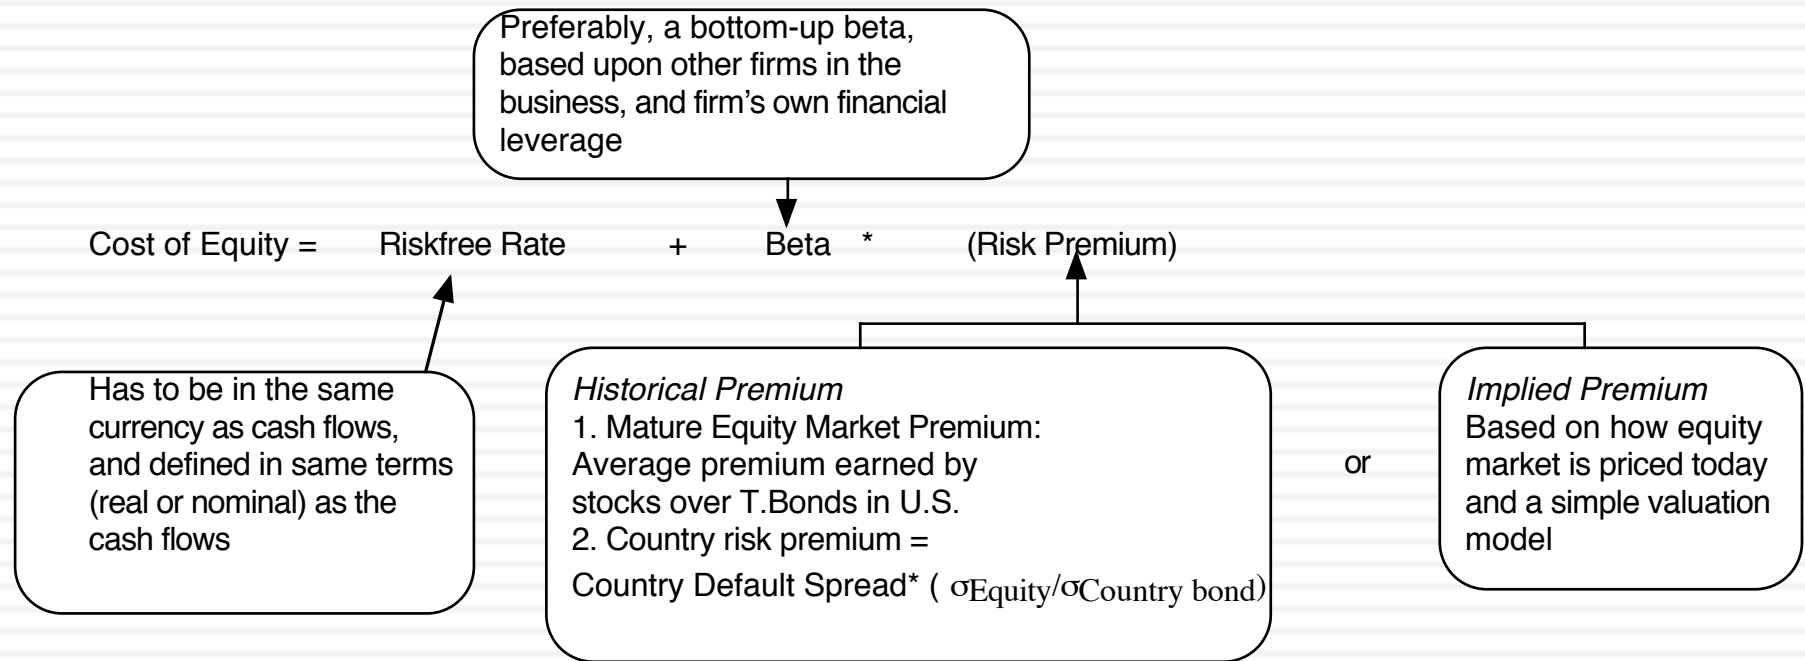 Preferably, a bottom-up beta,
based upon other firms in the
business, and firm's own financial
leverage
Cost of Equity = Riskfree Rate + Beta * (Risk Premium)
Has to be in the same
currency as cash flows,
and defined in same terms
(real or nominal) as the
cash flows
Historical Premium
1. Mature Equity Market Premium:
Average premium earned by
stocks over T.Bonds in U.S.
2. Country risk premium =
Country Default Spread* ( σEquity/σCountry bond)
or
Implied Premium
Based on how equity
market is priced today
and a simple valuation
model